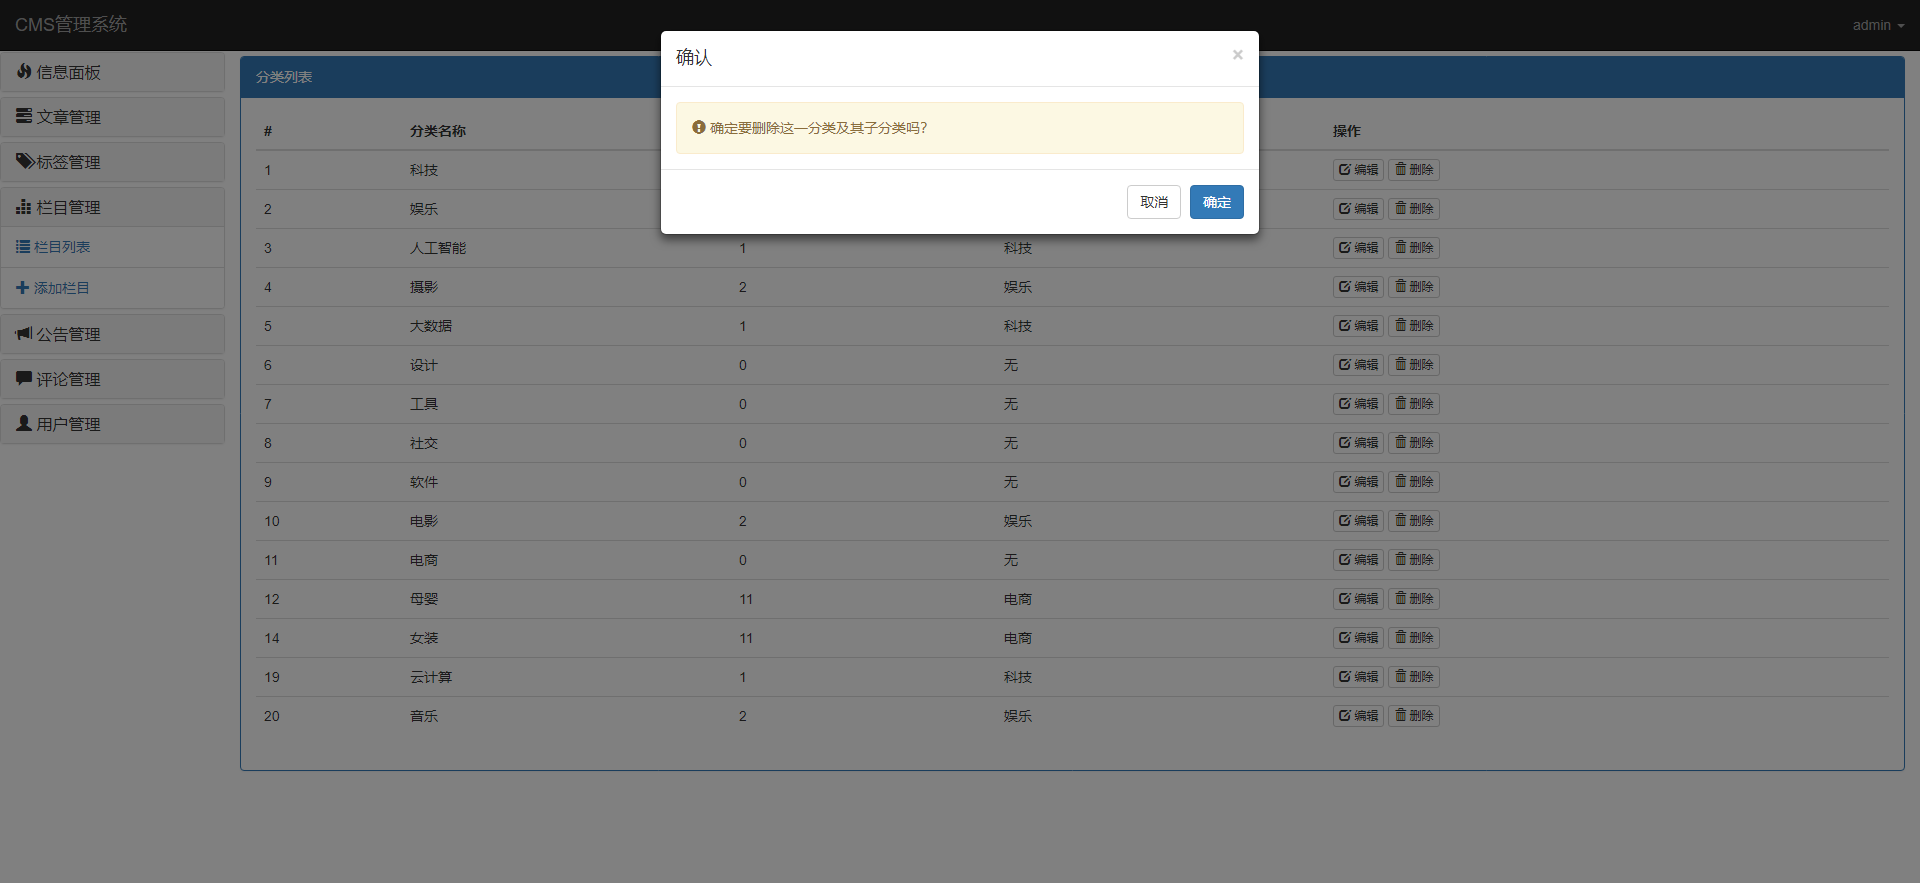 CMS管理系统
admin
确认
×
确定要删除这一分类及其子分类吗?
取消 确定
信息面板
文章管理
标签管理
栏目管理
栏目列表
添加栏目
公告管理
评论管理
用户管理
分类列表
# 分类名称 操作
1 科技 编辑 删除
2 娱乐 编辑 删除
3 人工智能 1 科技 编辑 删除
4 摄影 2 娱乐 编辑 删除
5 大数据 1 科技 编辑 删除
6 设计 0 无 编辑 删除
7 工具 0 无 编辑 删除
8 社交 0 无 编辑 删除
9 软件 0 无 编辑 删除
10 电影 2 娱乐 编辑 删除
11 电商 0 无 编辑 删除
12 母婴 11 电商 编辑 删除
14 女装 11 电商 编辑 删除
19 云计算 1 科技 编辑 删除
20 音乐 2 娱乐 编辑 删除